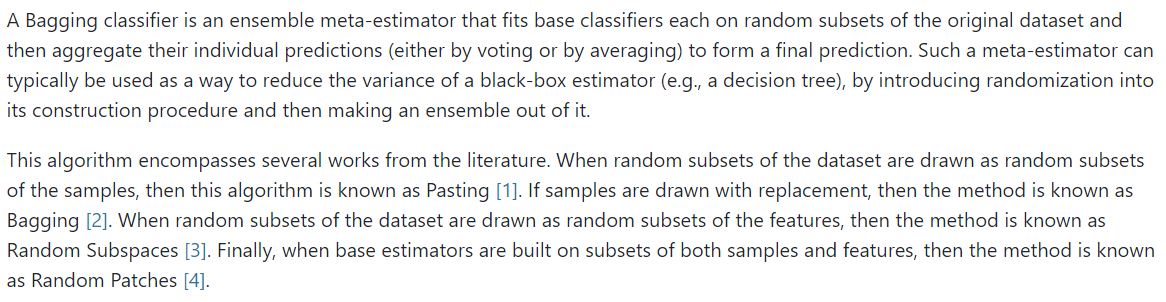 A Bagging classifier is an ensemble meta-estimator that fits base classifiers each on random subsets of the original dataset and
then aggregate their individual predictions (either by voting or by averaging) to form a final prediction. Such a meta-estimator can
typically be used as a way to reduce the variance of a black-box estimator (e.g., a decision tree), by introducing randomization into
its construction procedure and then making an ensemble out of it.
This algorithm encompasses several works from the literature. When random subsets of the dataset are drawn as random subsets
of the samples, then this algorithm is known as Pasting [1]. If samples are drawn with replacement, then the method is known as
Bagging [2]. When random subsets of the dataset are drawn as random subsets of the features, then the method is known as
Random Subspaces [3]. Finally, when base estimators are built on subsets of both samples and features, then the method is known
as Random Patches [4].